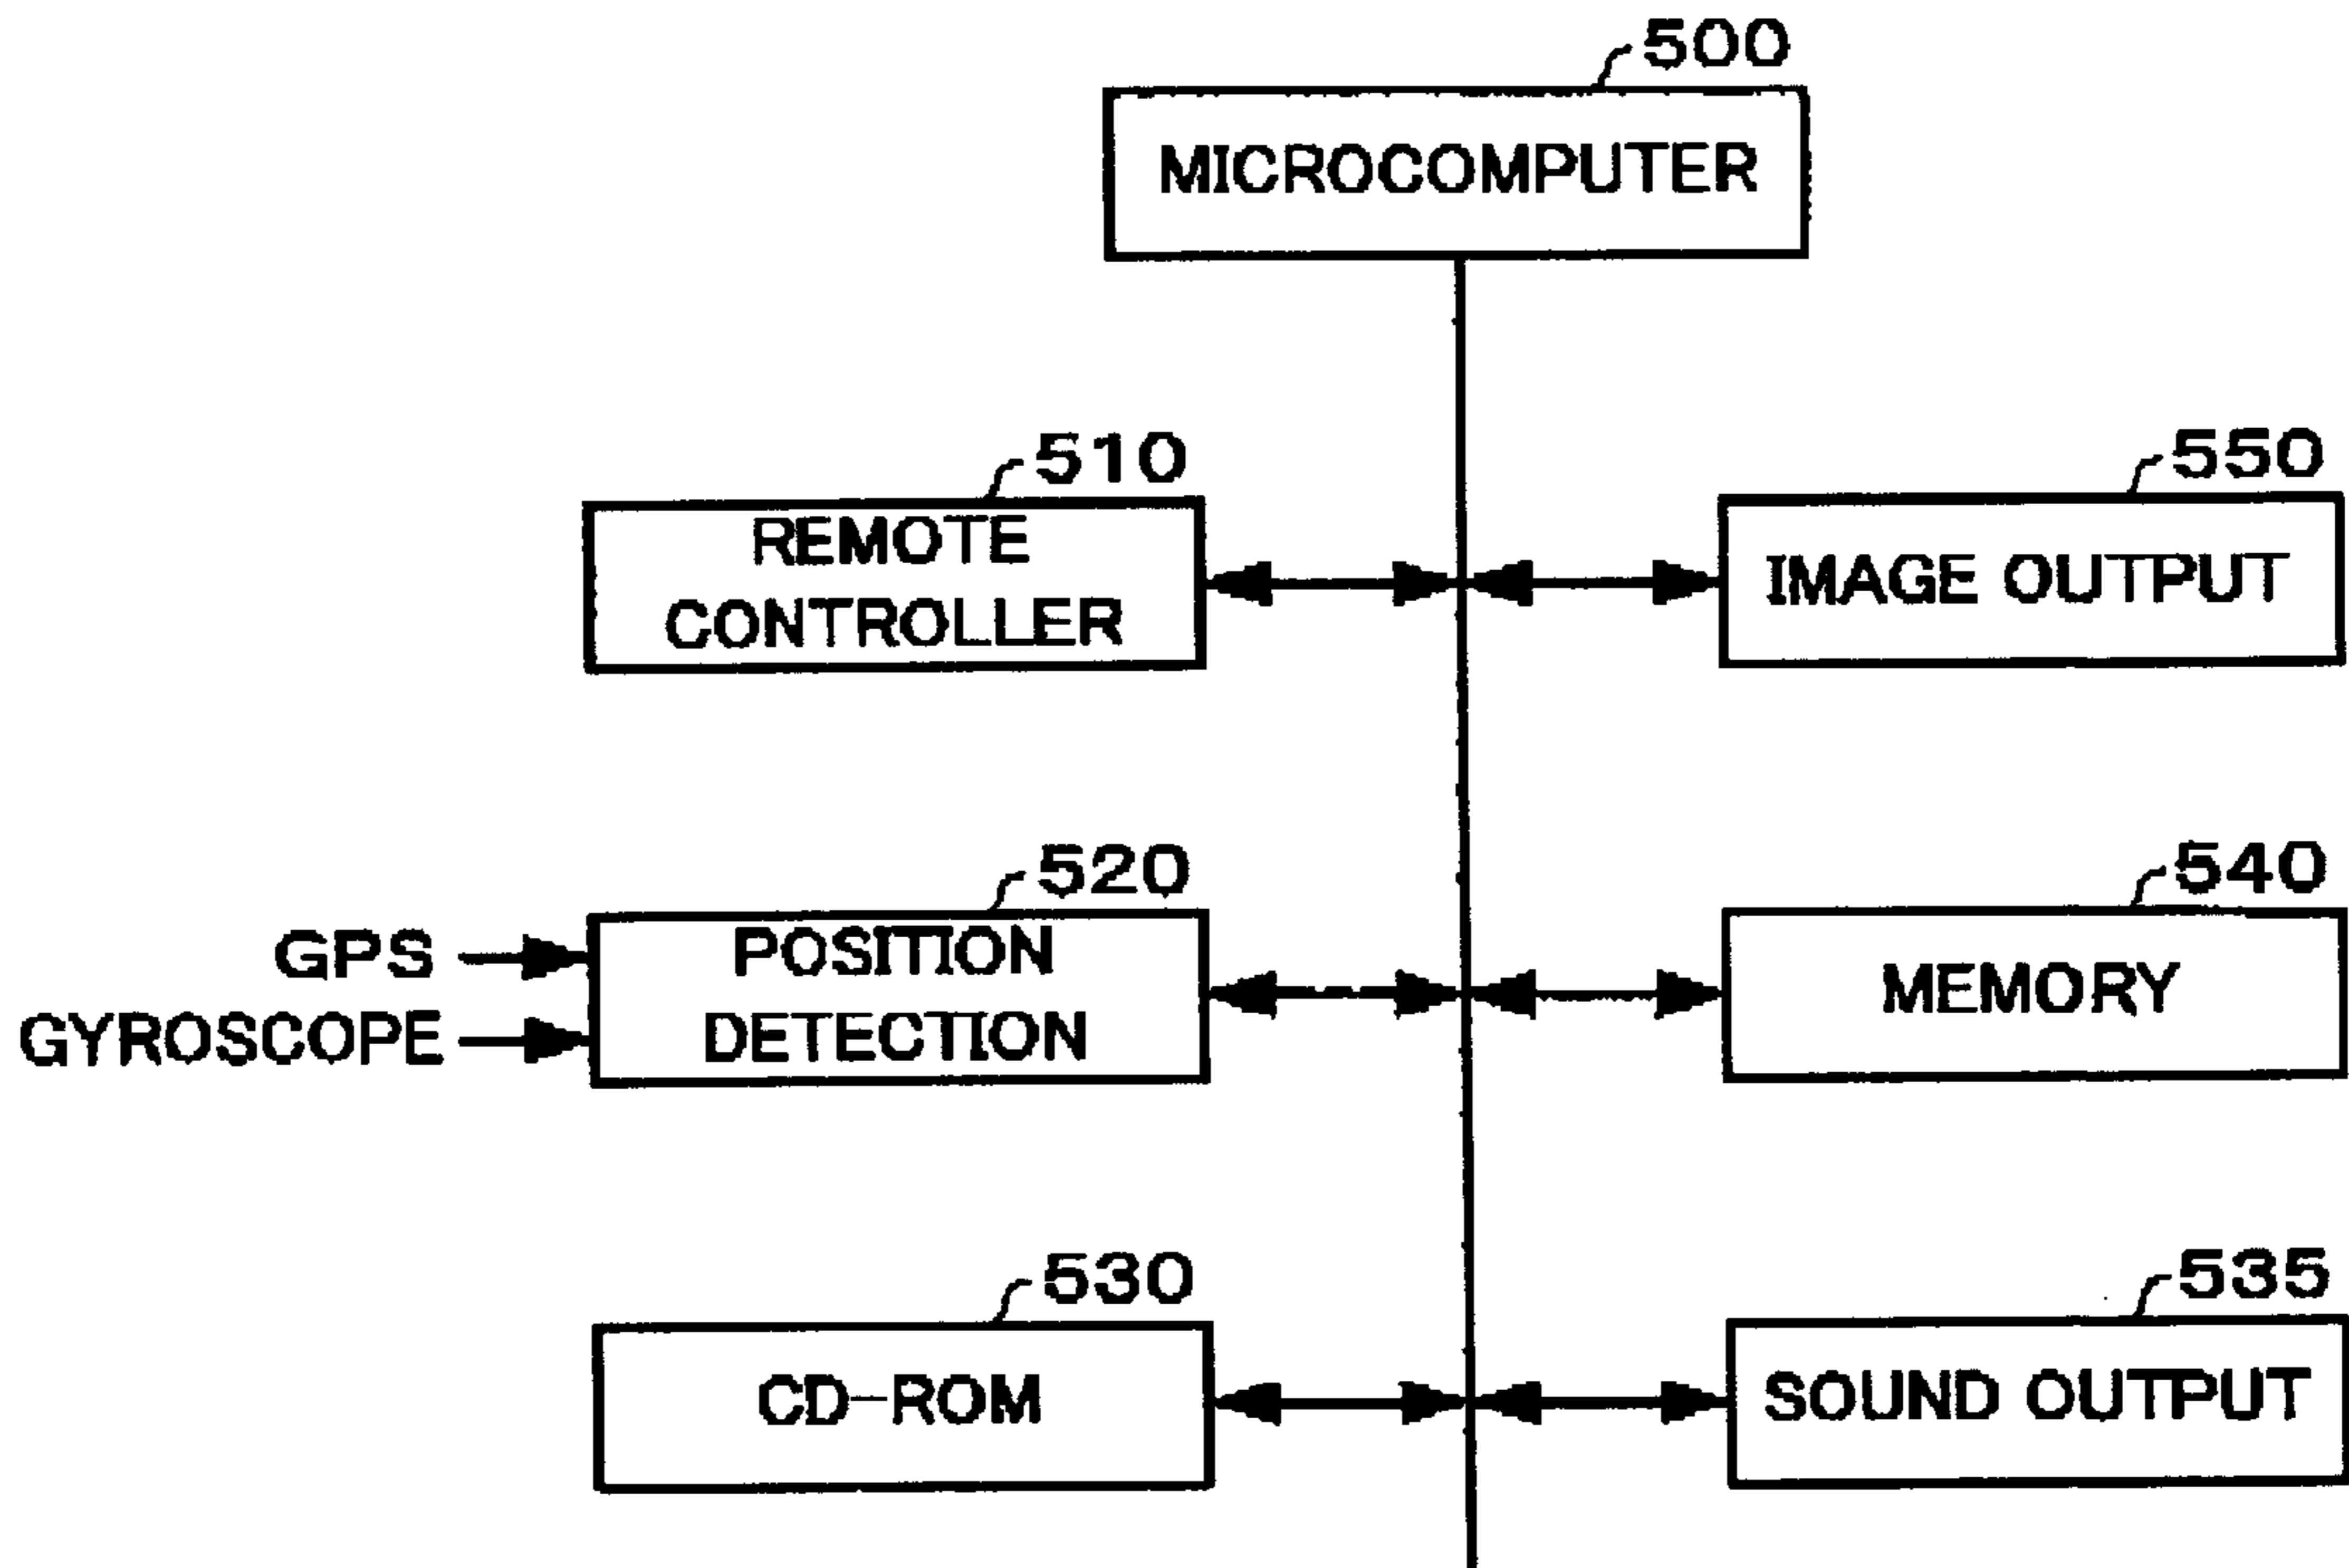 500
MICROCOMPUTER
510
REMOTE
CONTROLLER
550
IMAGE OUTPUT
520
GPS
GYROSCOPE
POSITION
DETECTION
540
MEMORY
530
CD-ROM
535
SOUND OUTPUT